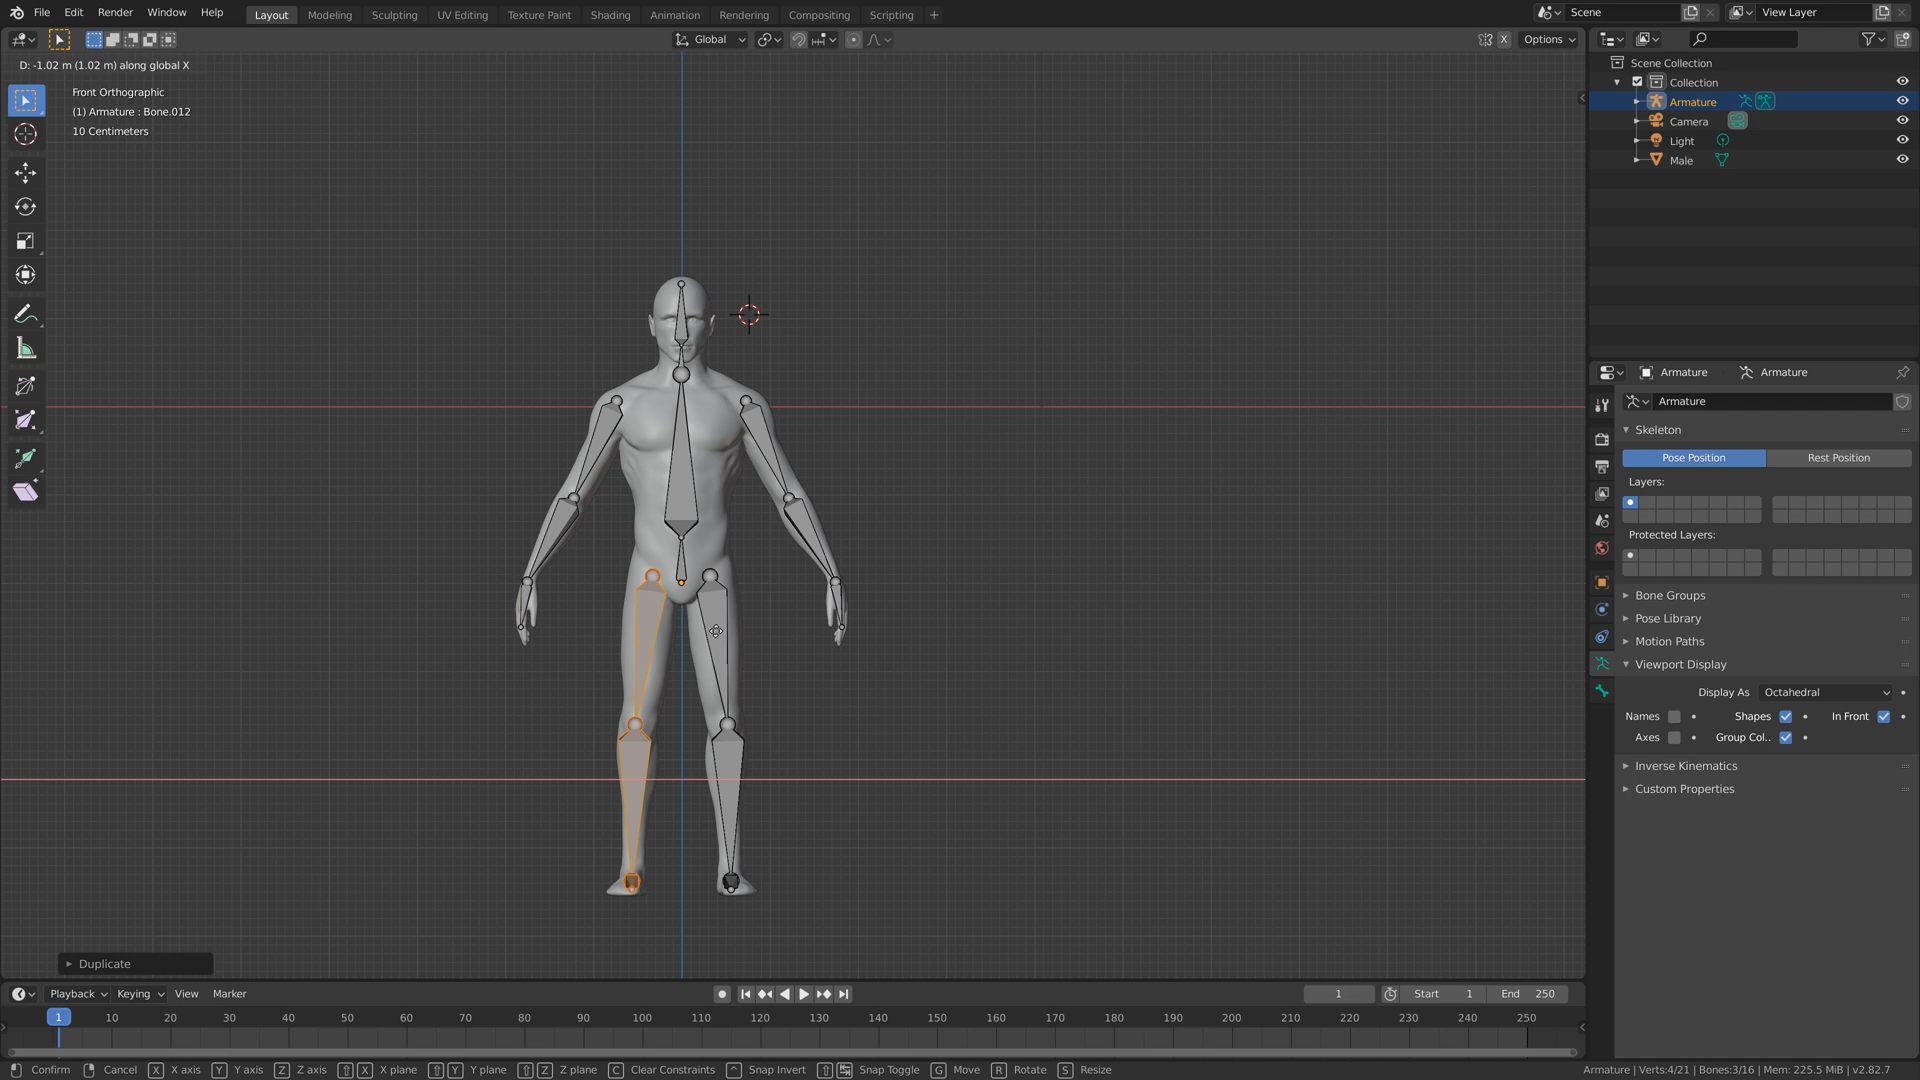 File Edit Render Window Help
Layout Modeling Sculpting UV Editing Texture Paint Shading Animation Rendering Compositing Scripting +
Scene
View Layer
Global
X Options
D: -1.02 m (1.02 m) along global X
Front Orthographic
(1) Armature : Bone.012
10 Centimeters
Scene Collection
Collection
Armature
Camera
Light
Male
Armature Armature
Armature
Skeleton
Pose Position Rest Position
Layers:
Protected Layers:
Bone Groups
Pose Library
Motion Paths
Viewport Display
Display As Octahedral
Names Shapes In Front
Axes Group Col..
Inverse Kinematics
Custom Properties
Duplicate
Playback Keying View Marker
1 Start 1 End 250
1 10 20 30 40 50 60 70 80 90 100 110 120 130 140 150 160 170 180 190 200 210 220 230 240 250
Confirm Cancel X X axis Y Y axis Z Z axis X X plane Y Y plane Z Z plane C Clear Constraints ^ Snap Invert Snap Toggle G Move R Rotate S Resize
Armature | Verts:4/21 | Bones:3/16 | Mem: 225.5 MiB | v2.82.7